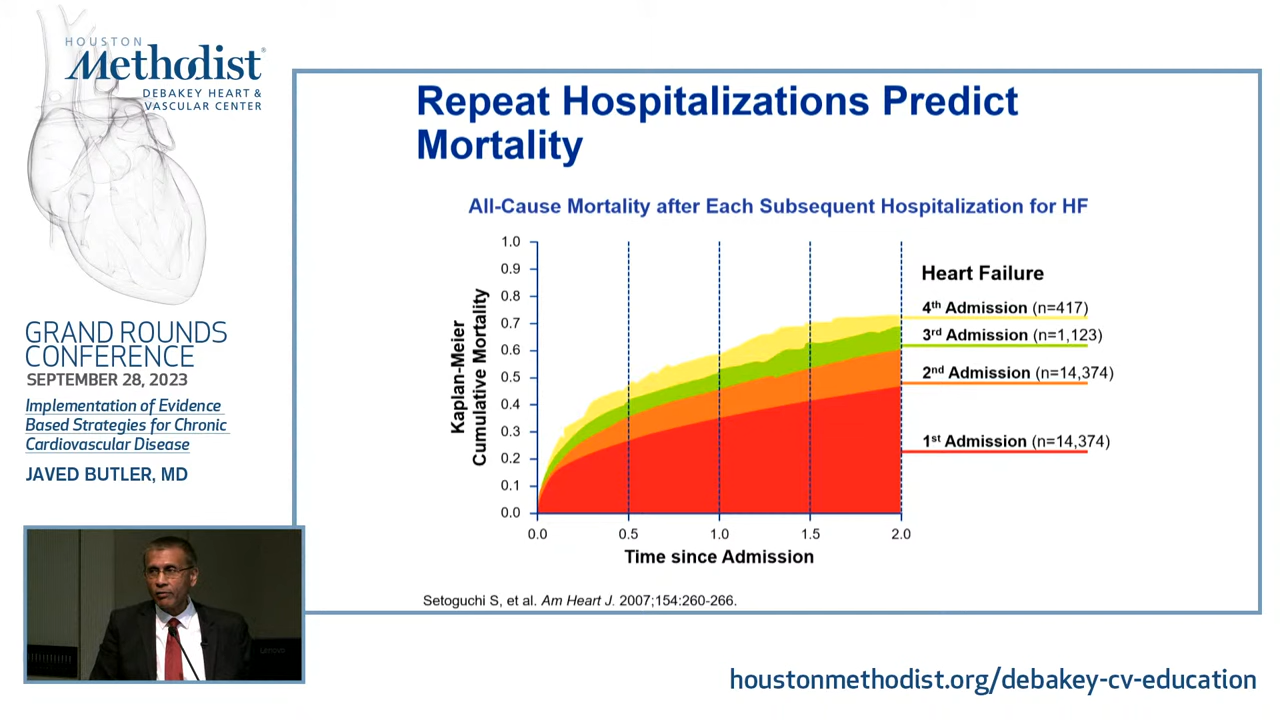 HOUSTON
Methodist®
DEBAKEY HEART &
VASCULAR CENTER
GRAND ROUNDS
CONFERENCE
SEPTEMBER 28, 2023
Implementation of Evidence
Based Strategies for Chronic
Cardiovascular Disease
JAVED BUTLER, MD
Repeat Hospitalizations Predict
Mortality
All-Cause Mortality after Each Subsequent Hospitalization for HF
Kaplan-Meier
Cumulative Mortality
1.0
0.9
0.8
0.7
0.6
0.5
0.4
0.3
0.2
0.1
0.0
0.0 0.5 1.0 1.5 2.0
Time since Admission
Heart Failure
4th Admission (n=417)
3rd Admission (n=1,123)
2nd Admission (n=14,374)
1st Admission (n=14,374)
Setoguchi S, et al. Am Heart J. 2007;154:260-266.
LENOVO
houstonmethodist.org/debakey-cv-education